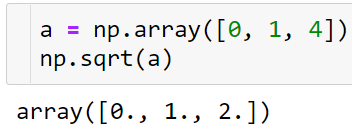 a = np.array([0, 1, 4])
np.sqrt(a)
array([0., 1., 2.])